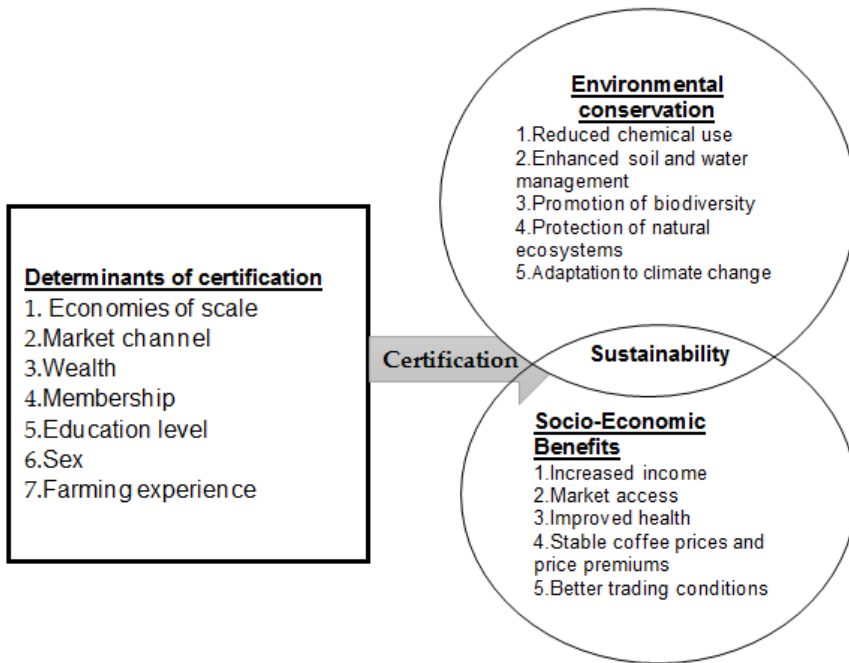 Determinants of certification
1. Economies of scale
2.Market channel
3.Wealth
4.Membership
5.Education level
6.Sex
7.Farming experience
Certification
Environmental
conservation
1.Reduced chemical use
2.Enhanced soil and water
management
3.Promotion of biodiversity
4.Protection of natural
ecosystems
5.Adaptation to climate change
Sustainability
Socio-Economic
Benefits
1.Increased income
2.Market access
3.Improved health
4.Stable coffee prices and
price premiums
5.Better trading conditions